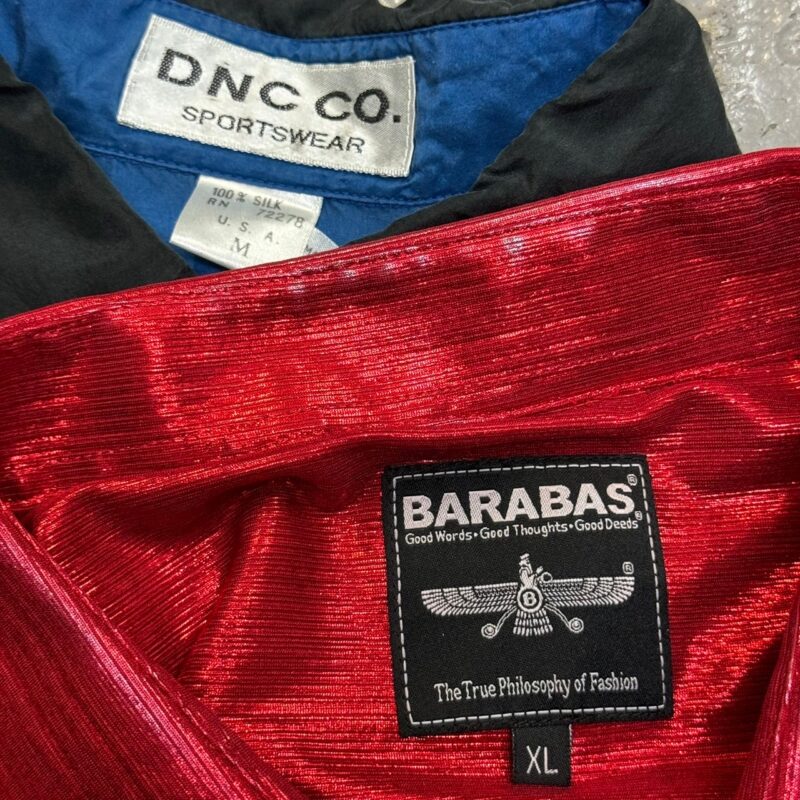 DNC CO.
SPORTSWEAR
100% SILK
RN 72278
U. S. A.
M
BARABAS®
Good Words•Good Thoughts•Good Deeds
®
B
The True Philosophy of Fashion
XL